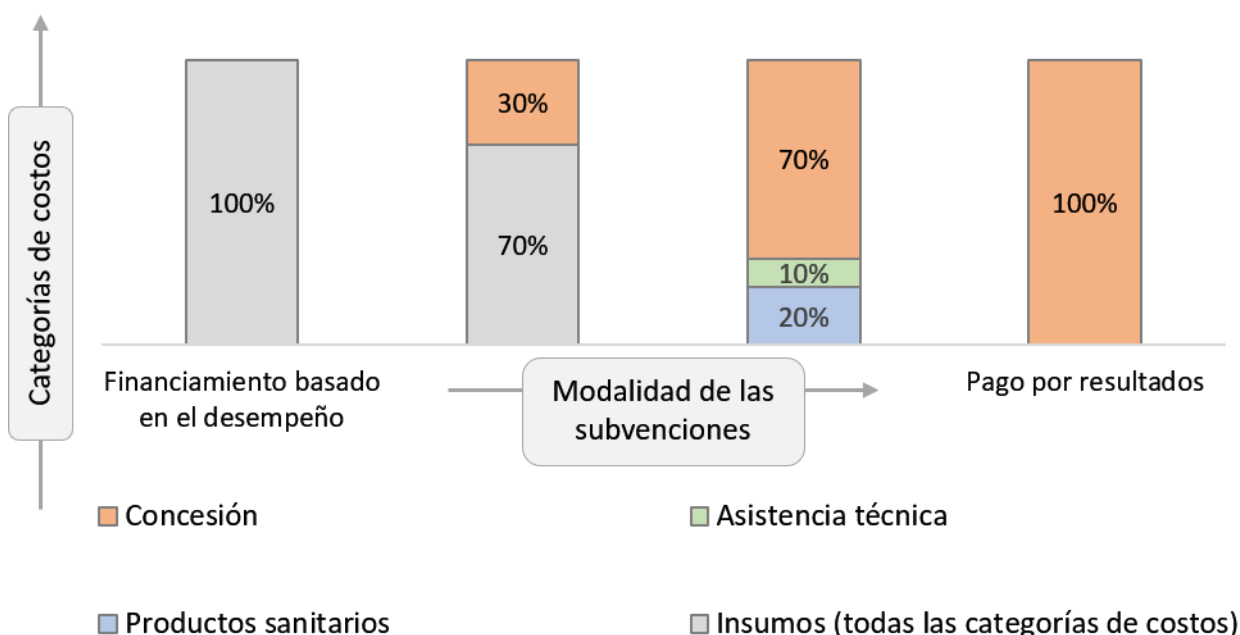 Categorías de costos
100%
30%
70%
70%
10%
20%
100%
Financiamiento basado
en el desempeño
Modalidad de las
subvenciones
Pago por resultados
Concesión
Asistencia técnica
Productos sanitarios
Insumos (todas las categorías de costos)